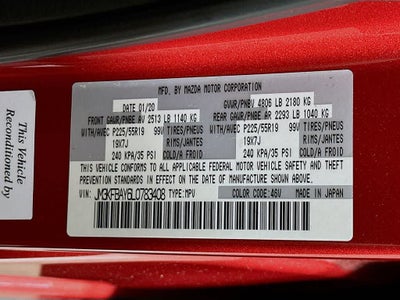 MFD. BY MAZDA MOTOR CORPORATION
DATE 01/20 GVWR/PNBV 4806 LB 2180 KG
FRONT GAWR/PNBE AV 2513 LB 1140 KG REAR GAWR/PNBE AR 2293 LB 1040 KG
WITH/AVEC P225/55R19 99V TIRES/PNEUS WITH/AVEC P225/55R19 99V TIRES/PNEUS
19X7J RIMS/JANTES 19X7J RIMS/JANTES
240 KPA/35 PSI COLD/A FROID 240 KPA/35 PSI COLD/A FROID
THIS VEHICLE CONFORMS TO ALL APPLICABLE FEDERAL MOTOR VEHICLE SAFETY AND THEFT
PREVENTION STANDARDS IN EFFECT ON THE DATE OF MANUFACTURE SHOWN ABOVE.
VIN: JM3KFBAY6L0783408 TYPE:MPV COLOR CODE:46V MADE IN JAPAN
This Vehicle
Reconditioned by